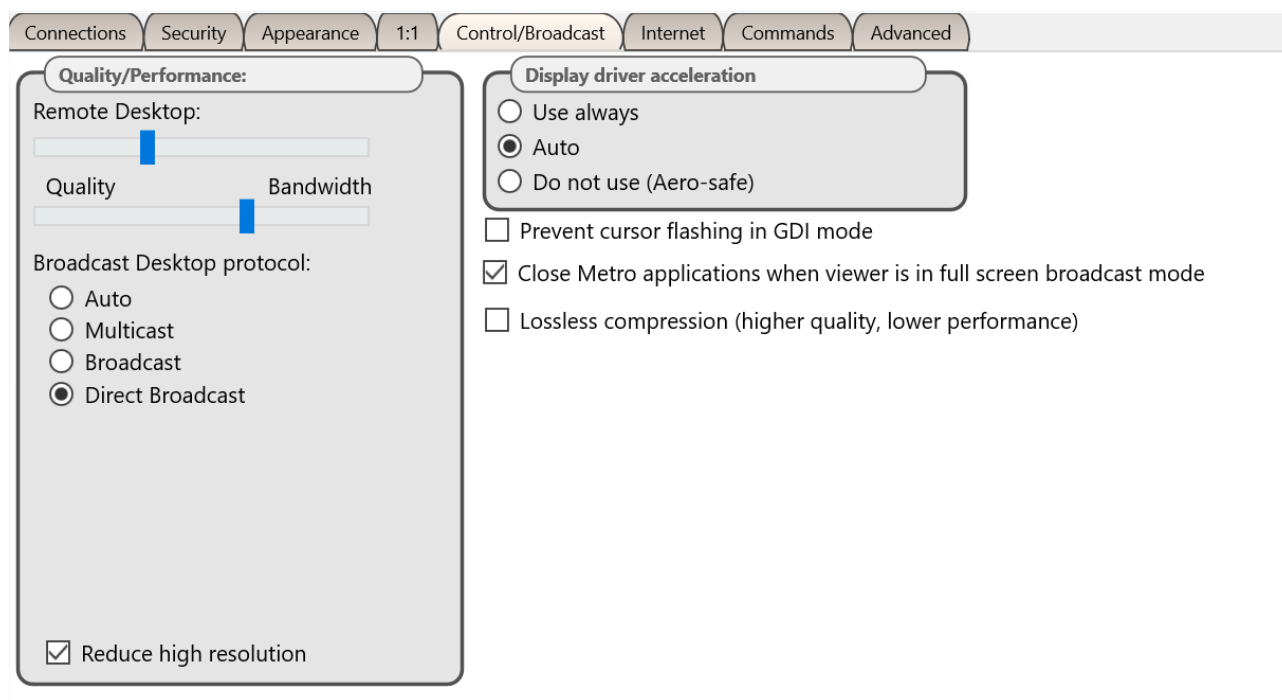 Connections Security Appearance 1:1 Control/Broadcast Internet Commands Advanced
Quality/Performance:
Remote Desktop:
Quality Bandwidth
Broadcast Desktop protocol:
Auto
Multicast
Broadcast
Direct Broadcast
Reduce high resolution
Display driver acceleration
Use always
Auto
Do not use (Aero-safe)
Prevent cursor flashing in GDI mode
Close Metro applications when viewer is in full screen broadcast mode
Lossless compression (higher quality, lower performance)